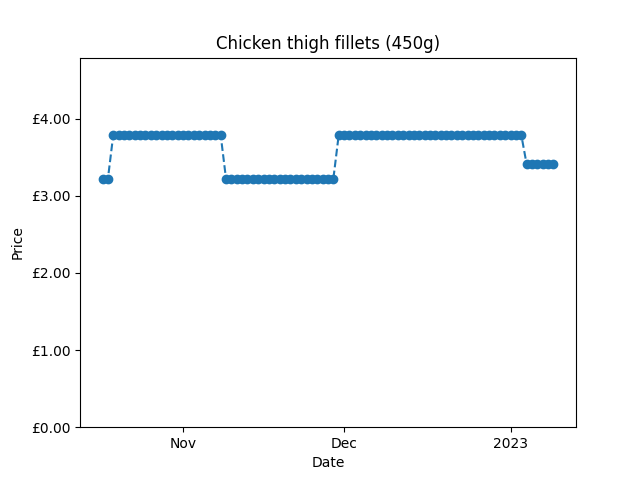 Chicken thigh fillets (450g)
£4.00
£3.00
£2.00
£1.00
£0.00
Price
Nov
Dec
2023
Date